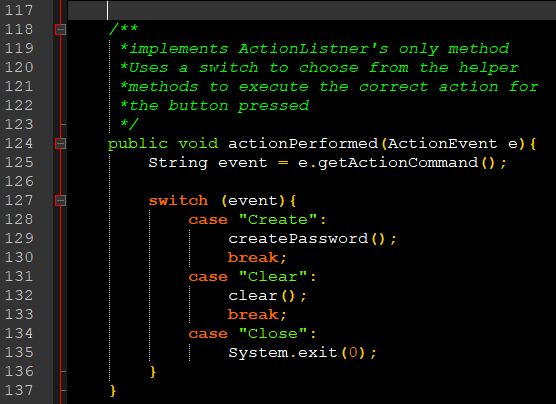 117
118 /**
119 *implements ActionListner's only method
120 *Uses a switch to choose from the helper
121 *methods to execute the correct action for
122 *the button pressed
123 */
124 public void actionPerformed(ActionEvent e){
125 String event = e.getActionCommand();
126
127 switch (event){
128 case "Create":
129 createPassword();
130 break;
131 case "Clear":
132 clear();
133 break;
134 case "Close":
135 System.exit(0);
136 }
137 }